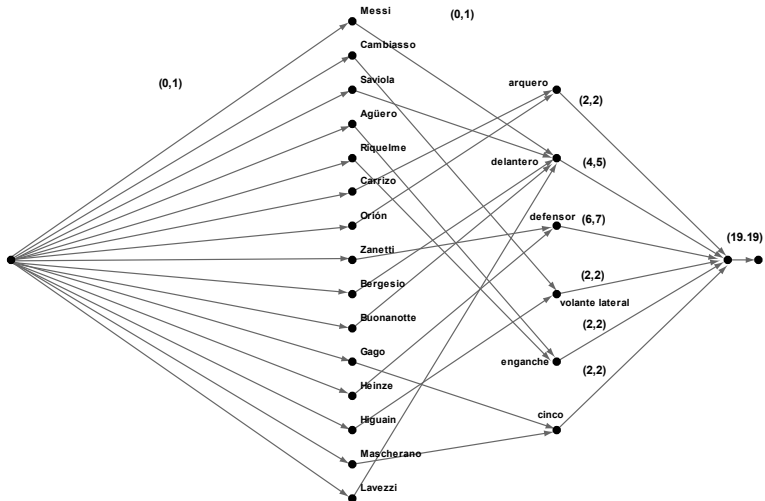 Messi
(0,1)
Cambiasso
(0,1)
Saviola
arquero
(2,2)
Agüero
Riquelme
delantero
(4,5)
Carrizo
Orión
defensor
(6,7)
Zanetti
(19.19)
Bergesio
(2,2)
volante lateral
Buonanotte
(2,2)
Gago
enganche
(2,2)
Heinze
cinco
Higuain
Mascherano
Lavezzi